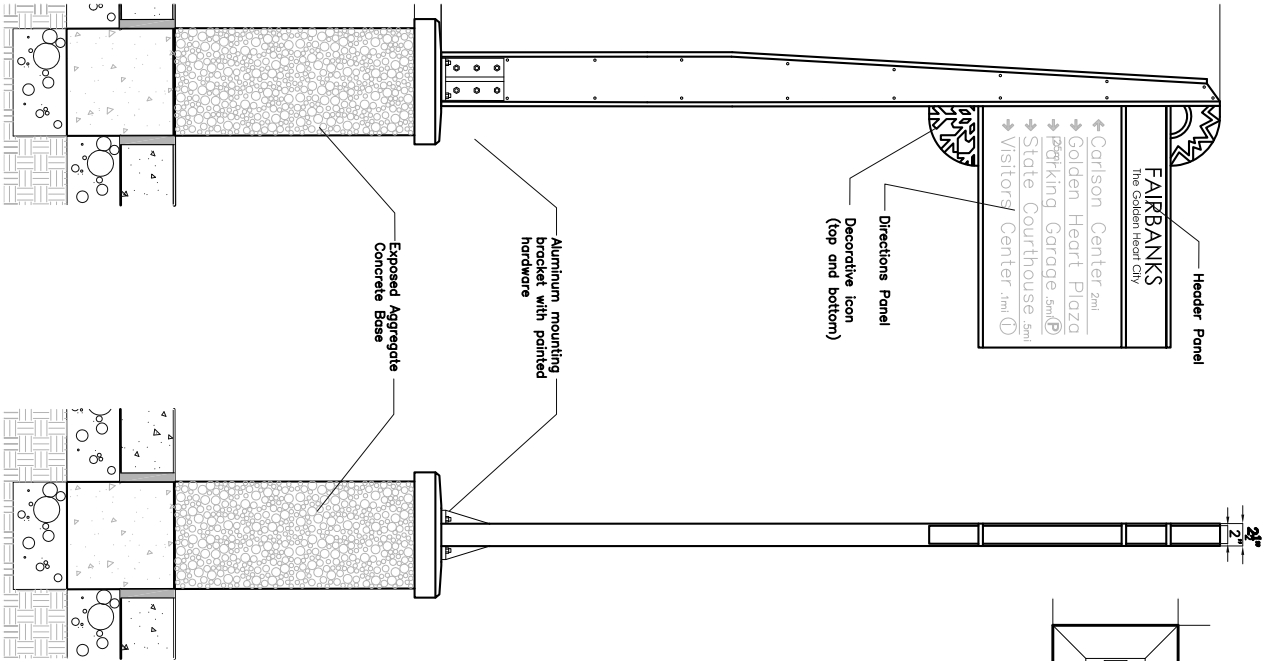 Header Panel
FAIRBANKS
The Golden Heart City
Carlson Center .2mi
Golden Heart Plaza
.25mi
Parking Garage .5mi P
State Courthouse .5mi
Visitors Center .1mi i
Directions Panel
Decorative icon
(top and bottom)
Aluminum mounting
bracket with painted
hardware
Exposed Aggregate
Concrete Base
2"